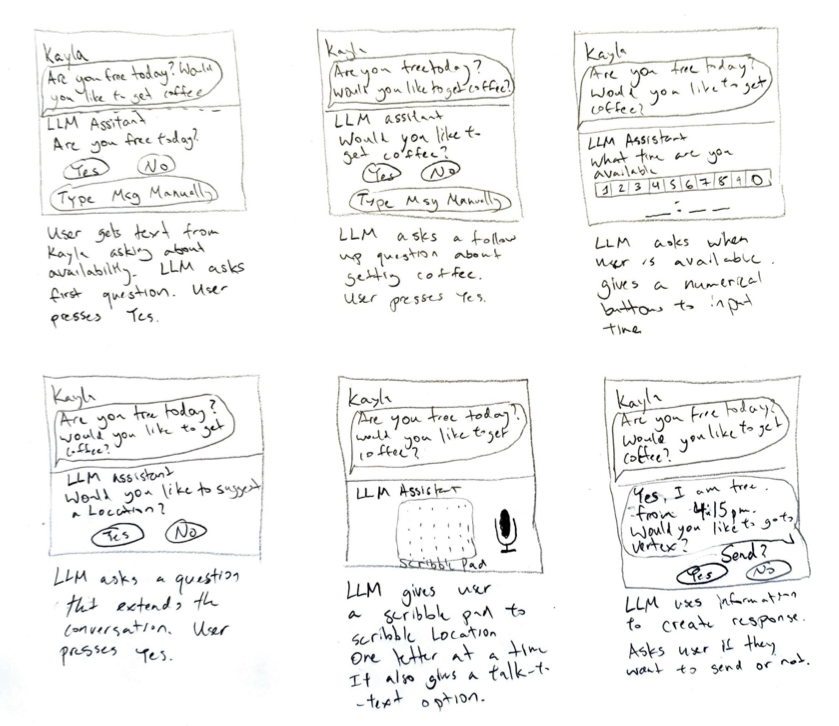 Kayla
Are you free today? Would
you like to get coffee
LLM Assitant
Are you free today?
Yes No
Type Msg Manually
User gets text from
Kayla asking about
availability. LLM asks
first question. User
presses Yes.
Kayla
Are you free today?
Would you like to get coffee?
LLM assistant
Would you like to
get coffee?
Yes No
Type Msg Manually
LLM asks a follow
up question about
getting coffee.
User presses Yes.
Kayla
Are you free today?
Would you like to get
coffee?
LLM Assistant
What time are you
available
1 2 3 4 5 6 7 8 9 0
__:__
LLM asks when
user is available.
gives a numerical
buttons to input
time
Kayla
Are you free today?
Would you like to get
coffee?
LLM assistant
Would you like to suggest
a Location?
Yes No
LLM asks a question
that extends the
conversation. User
presses Yes.
Kayla
Are you free today?
would you like to get
coffee?
LLM Assistant
Scribble Pad
LLM gives user
a scribble pad to
scribble Location
One letter at a time
It also gives a talk-to
-text option.
Kayla
Are you free today?
Would you like to get
coffee?
Yes, I am free
from 4:15 pm.
Would you like to go to
vertex?
Send?
Yes No
LLM uses information
to create response.
Asks user if they
want to send or not.